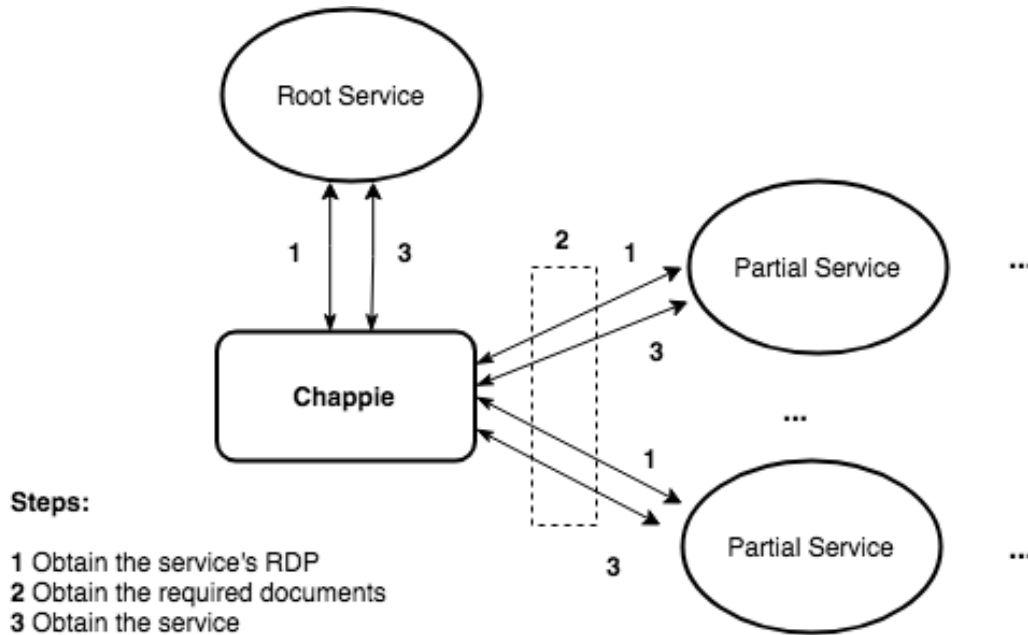 Root Service
1
3
2
1
Partial Service
...
3
Chappie
...
1
Steps:
Partial Service
...
3
1 Obtain the service's RDP
2 Obtain the required documents
3 Obtain the service